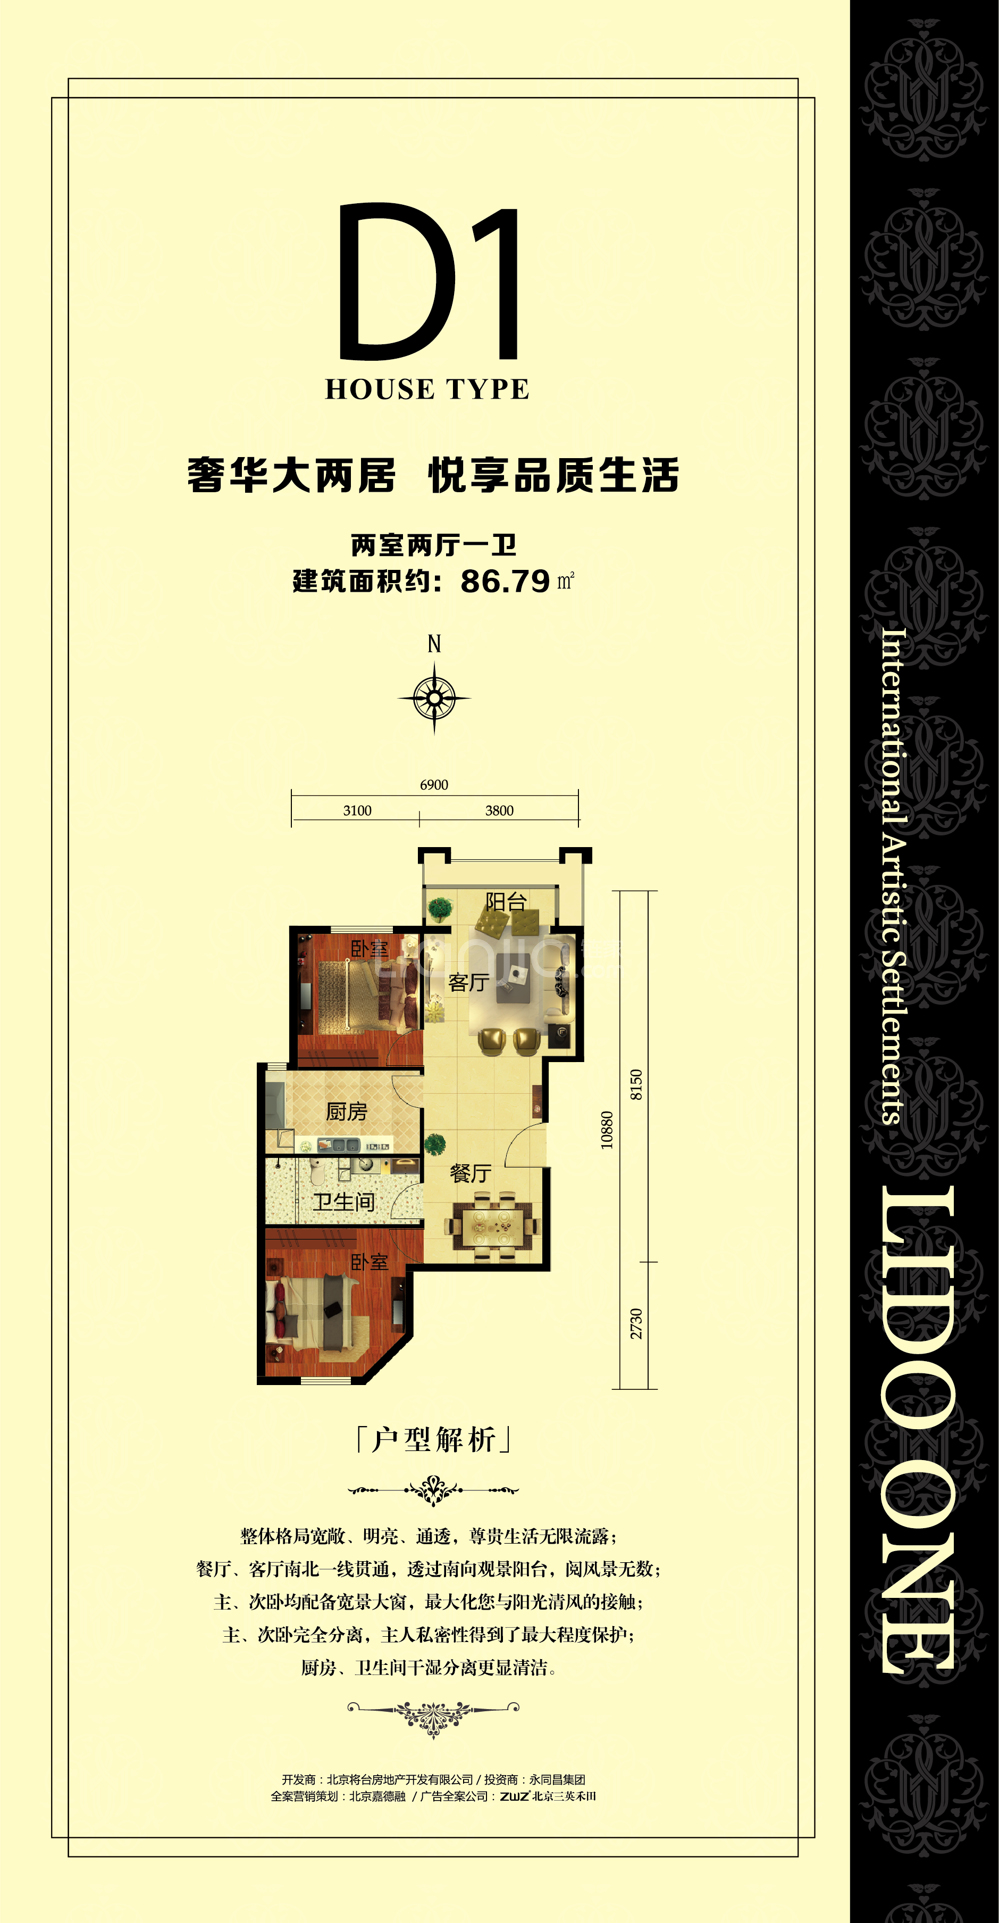 D1
HOUSE TYPE
奢华大两居 悦享品质生活
两室两厅一卫
建筑面积约：86.79㎡
N
6900
3100
3800
阳台
卧室
Lianjia
客厅
厨房
8150
10880
餐厅
卫生间
卧室
2730
「户型解析」
整体格局宽敞、明亮、通透，尊贵生活无限流露；
餐厅、客厅南北一线贯通，透过南向观景阳台，阅风景无数；
主、次卧均配备宽景大窗，最大化您与阳光清风的接触；
主、次卧完全分离，主人私密性得到了最大程度保护；
厨房、卫生间干湿分离更显清洁。
开发商：北京将台房地产开发有限公司 / 投资商：永同昌集团
全案营销策划：北京嘉德融 / 广告全案公司：ZWZ 北京三英禾田
International Artistic Settlements
LIDO ONE